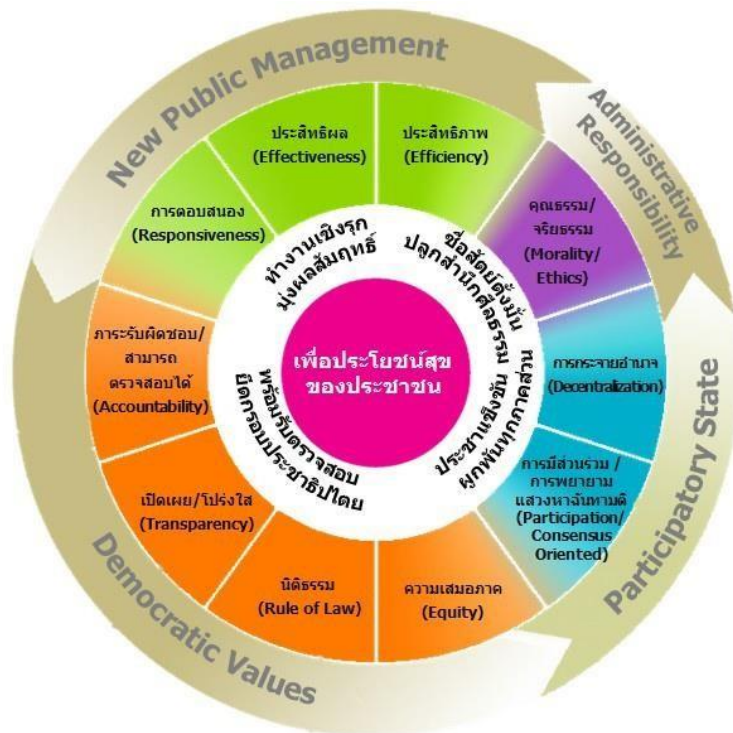 New Public Management
Administrative
Responsibility
Participatory State
Democratic Values
ประสิทธิผล
(Effectiveness)
ประสิทธิภาพ
(Efficiency)
คุณธรรม/
จริยธรรม
(Morality/
Ethics)
การกระจายอำนาจ
(Decentralization)
การมีส่วนร่วม /
การพยายาม
แสวงหาฉันทามติ
(Participation/
Consensus
Oriented)
ความเสมอภาค
(Equity)
นิติธรรม
(Rule of Law)
เปิดเผย/โปร่งใส
(Transparency)
ภาระรับผิดชอบ/
สามารถ
ตรวจสอบได้
(Accountability)
การตอบสนอง
(Responsiveness)
ทำงานเชิงรุก
มุ่งผลสัมฤทธิ์
ซื่อสัตย์ตั้งมั่น
ปลูกสำนึกศีลธรรม
ประชาแข็งขัน
ผูกพันทุกภาคส่วน
พร้อมรับตรวจสอบ
ยึดกรอบประชาธิปไตย
เพื่อประโยชน์สุข
ของประชาชน